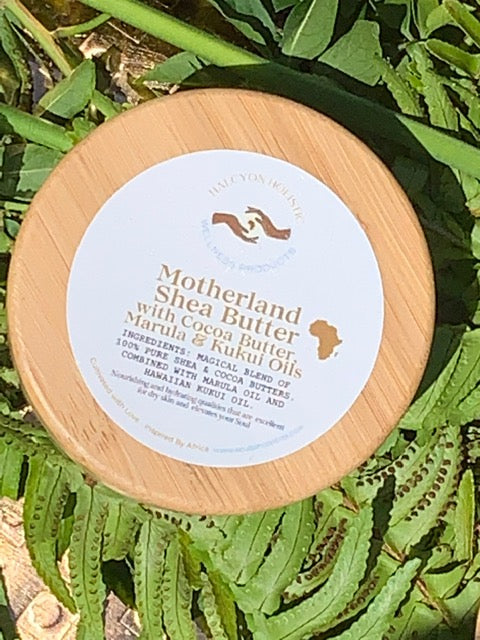 HALCYON HOLISTIC
WELLNESS PRODUCTS
Motherland
Shea Butter
with Cocoa Butter,
Marula & Kukui Oils
INGREDIENTS: MAGICAL BLEND OF
100% PURE SHEA & COCOA BUTTERS.
COMBINED WITH MARULA OIL AND
HAWAIIAN KUKUI OIL.
Nourishing and hydrating qualities that are excellent
for dry skin and elevates your Soul
with Love . Inspired By Africa